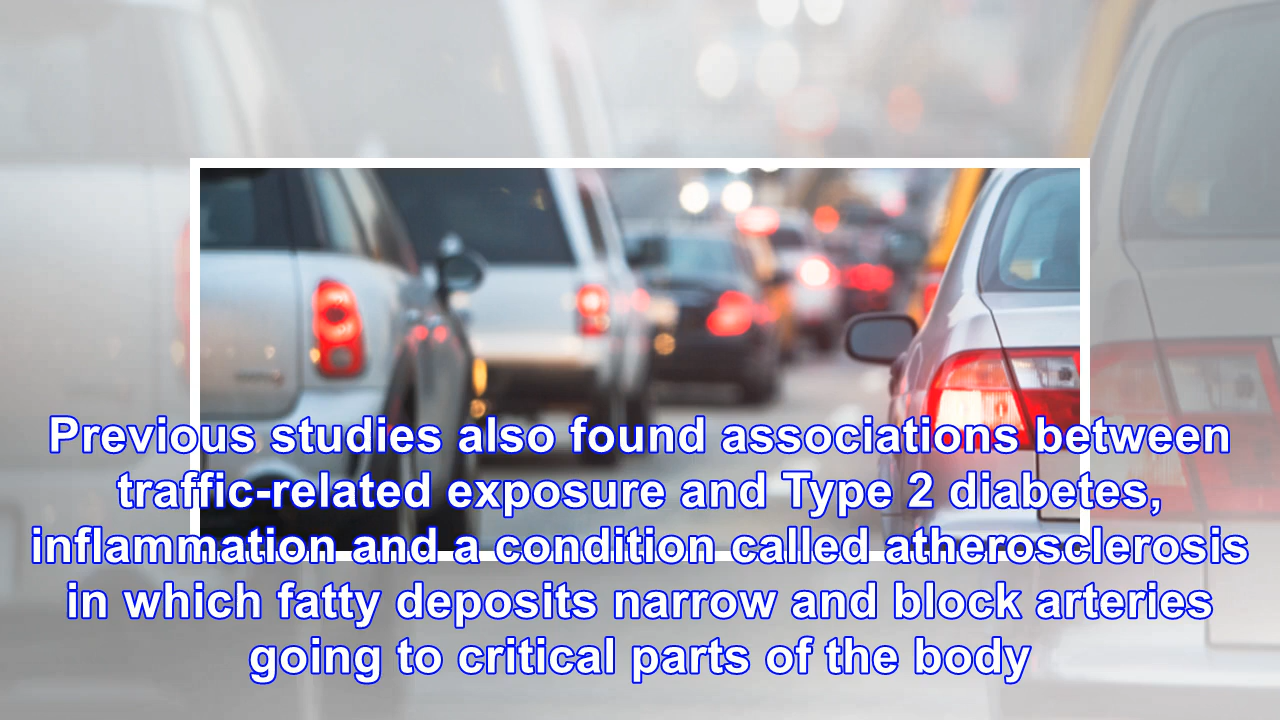 Previous studies also found associations between
traffic-related exposure and Type 2 diabetes,
inflammation and a condition called atherosclerosis
in which fatty deposits narrow and block arteries
going to critical parts of the body